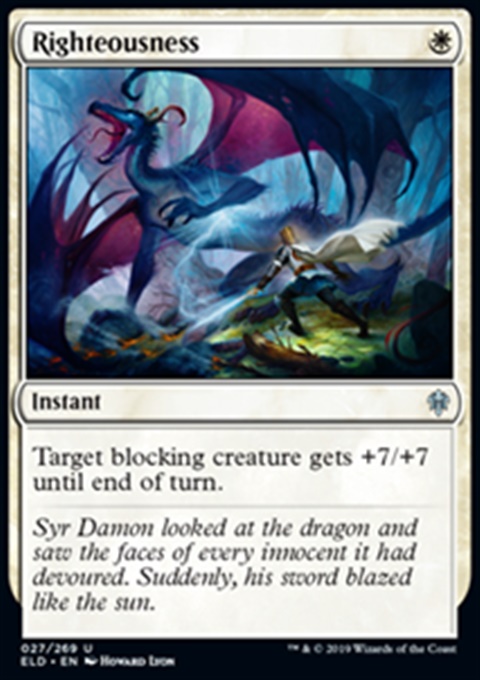 Righteousness
Instant
Target blocking creature gets +7/+7
until end of turn.
Syr Damon looked at the dragon and
saw the faces of every innocent it had
devoured. Suddenly, his sword blazed
like the sun.
027/269 U
ELD • EN Howard Lyon
™ & © 2019 Wizards of the Coast